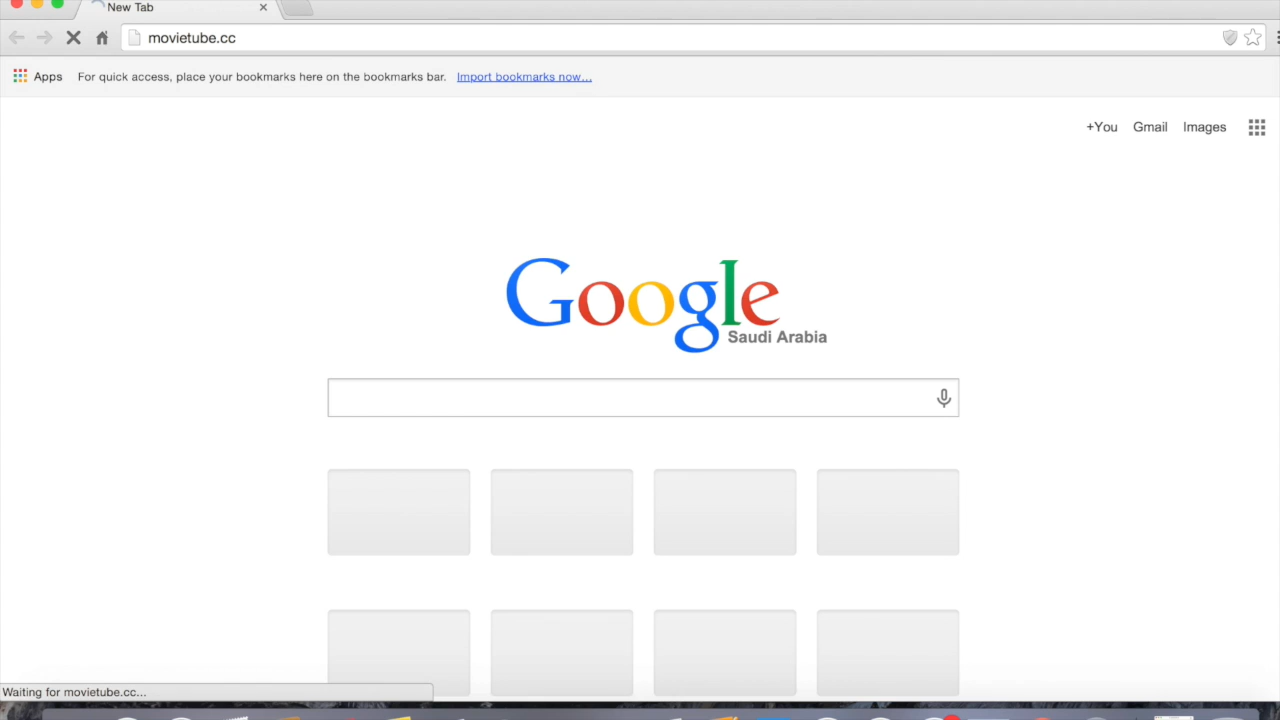 New Tab
movietube.cc
Apps For quick access, place your bookmarks here on the bookmarks bar. Import bookmarks now...
+You Gmail Images
Google
Saudi Arabia
Waiting for movietube.cc...